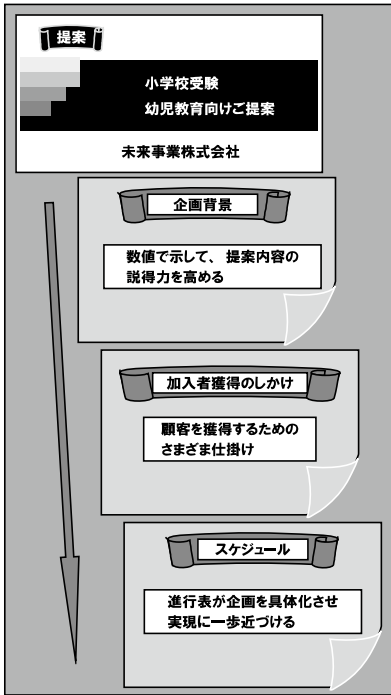 提案
小学校受験
幼児教育向けご提案
未来事業株式会社
企画背景
数値で示して、提案内容の
説得力を高める
加入者獲得のしかけ
顧客を獲得するための
さまざま仕掛け
スケジュール
進行表が企画を具体化させ
実現に一歩近づける